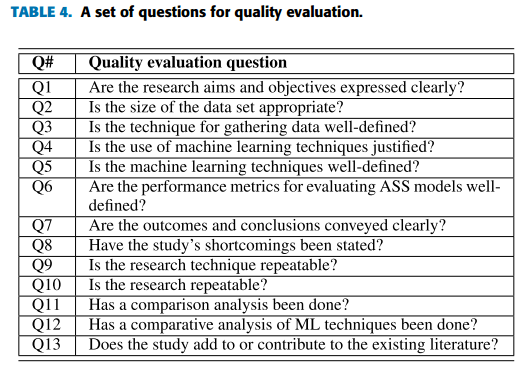 TABLE 4. A set of questions for quality evaluation.
Q# Quality evaluation question
Q1 Are the research aims and objectives expressed clearly?
Q2 Is the size of the data set appropriate?
Q3 Is the technique for gathering data well-defined?
Q4 Is the use of machine learning techniques justified?
Q5 Is the machine learning techniques well-defined?
Q6 Are the performance metrics for evaluating ASS models well-
defined?
Q7 Are the outcomes and conclusions conveyed clearly?
Q8 Have the study's shortcomings been stated?
Q9 Is the research technique repeatable?
Q10 Is the research repeatable?
Q11 Has a comparison analysis been done?
Q12 Has a comparative analysis of ML techniques been done?
Q13 Does the study add to or contribute to the existing literature?